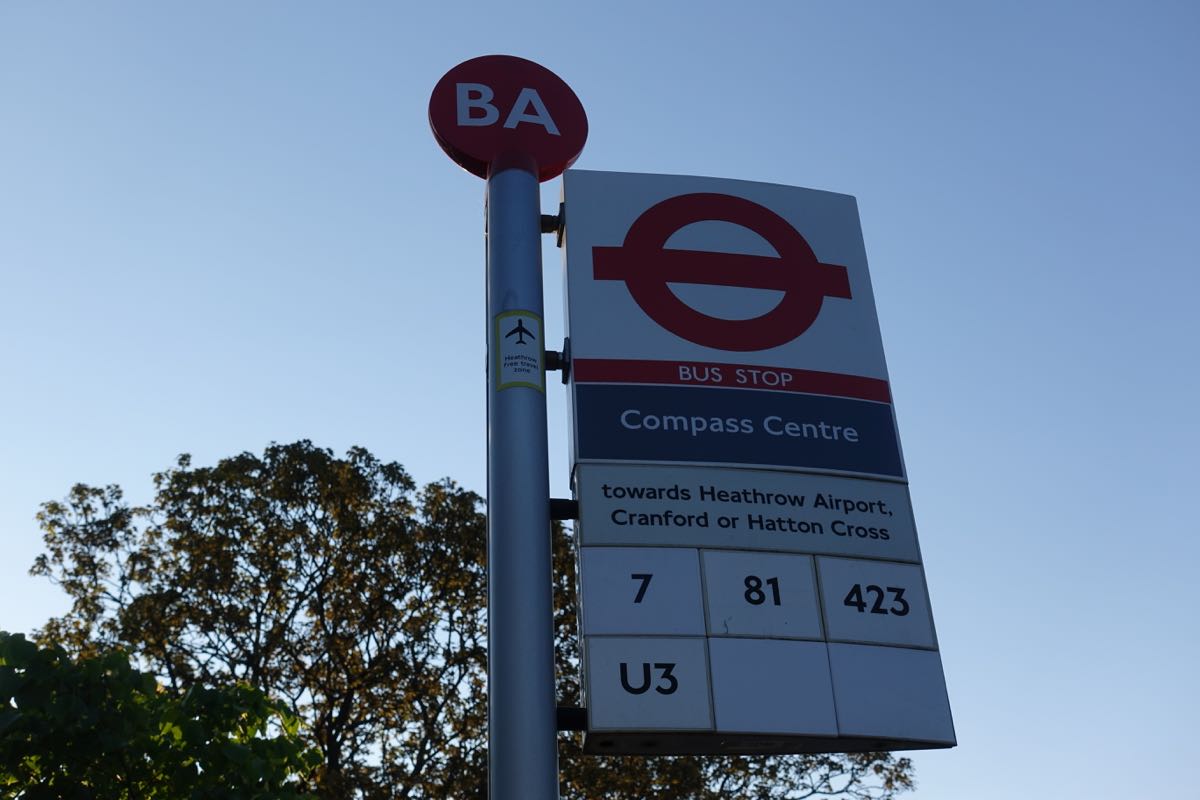 BA
Heathrow
Free travel
zone
BUS STOP
Compass Centre
towards Heathrow Airport,
Cranford or Hatton Cross
7 81 423
U3